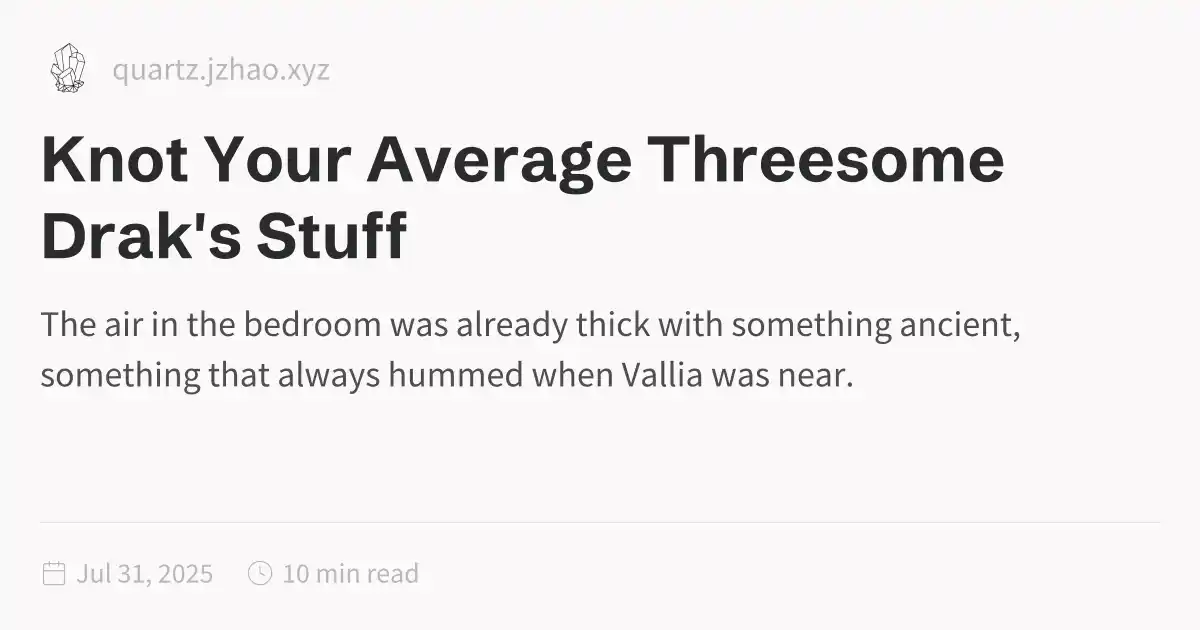 quartz.jzhao.xyz
Knot Your Average Threesome
Drak's Stuff
The air in the bedroom was already thick with something ancient,
something that always hummed when Vallia was near.
Jul 31, 2025 10 min read